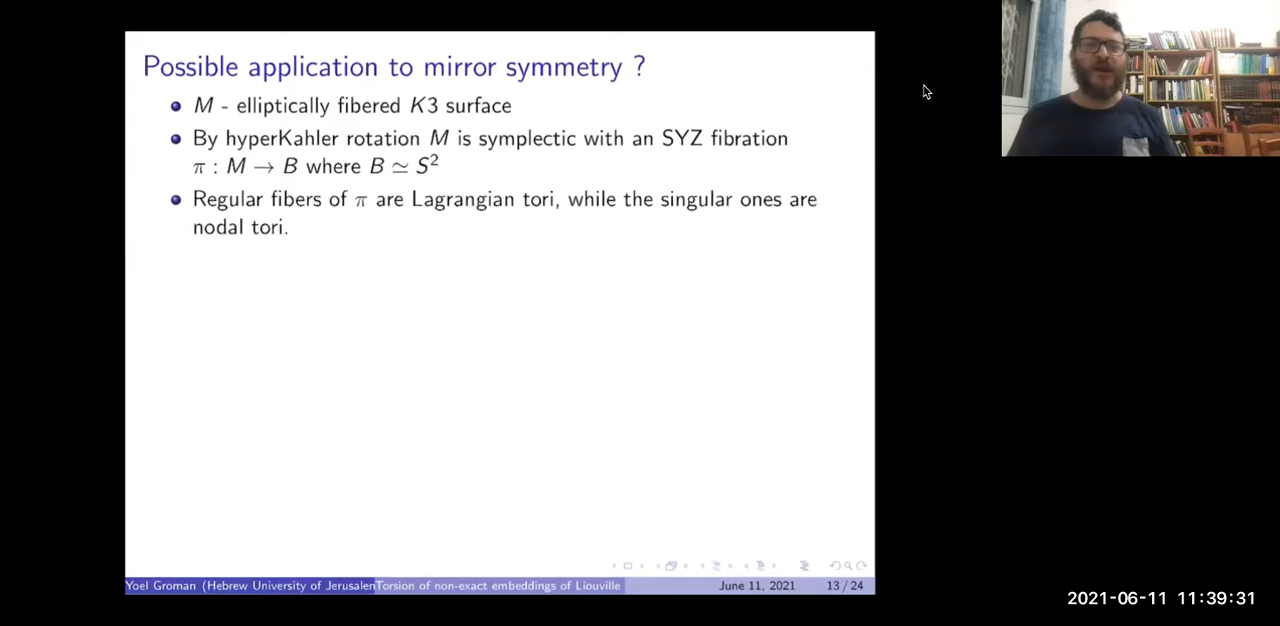 Possible application to mirror symmetry ?
M - elliptically fibered K3 surface
By hyperKahler rotation M is symplectic with an SYZ fibration
π : M → B where B ≃ S²
Regular fibers of π are Lagrangian tori, while the singular ones are
nodal tori.
Yoel Groman (Hebrew University of Jerusalen Torsion of non-exact embeddings of Liouville June 11, 2021 13 / 24
2021-06-11 11:39:31